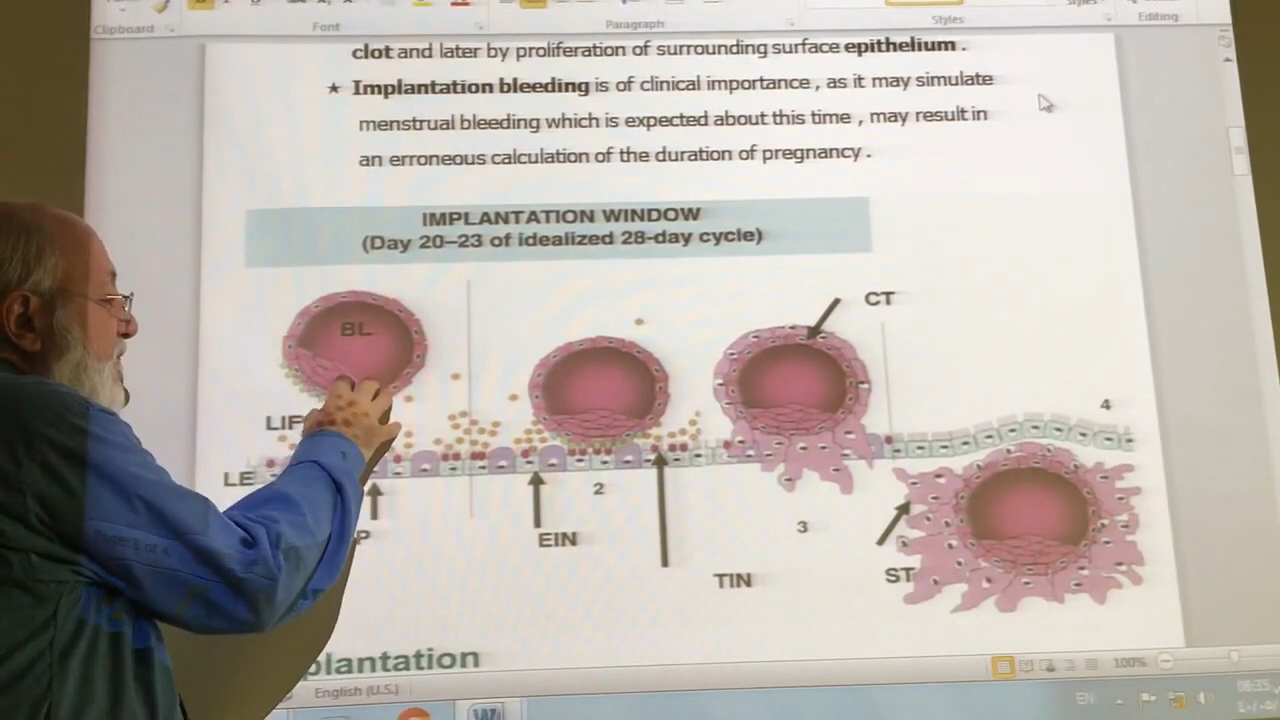 Clipboard
Font
Paragraph
Styles
Editing
clot and later by proliferation of surrounding surface epithelium .
★ Implantation bleeding is of clinical importance , as it may simulate
menstrual bleeding which is expected about this time , may result in
an erroneous calculation of the duration of pregnancy .
IMPLANTATION WINDOW
(Day 20–23 of idealized 28-day cycle)
CT
BL
4
LIF
LE
2
P
EIN
3
TIN
ST
plantation
English (U.S.)
100%
EN